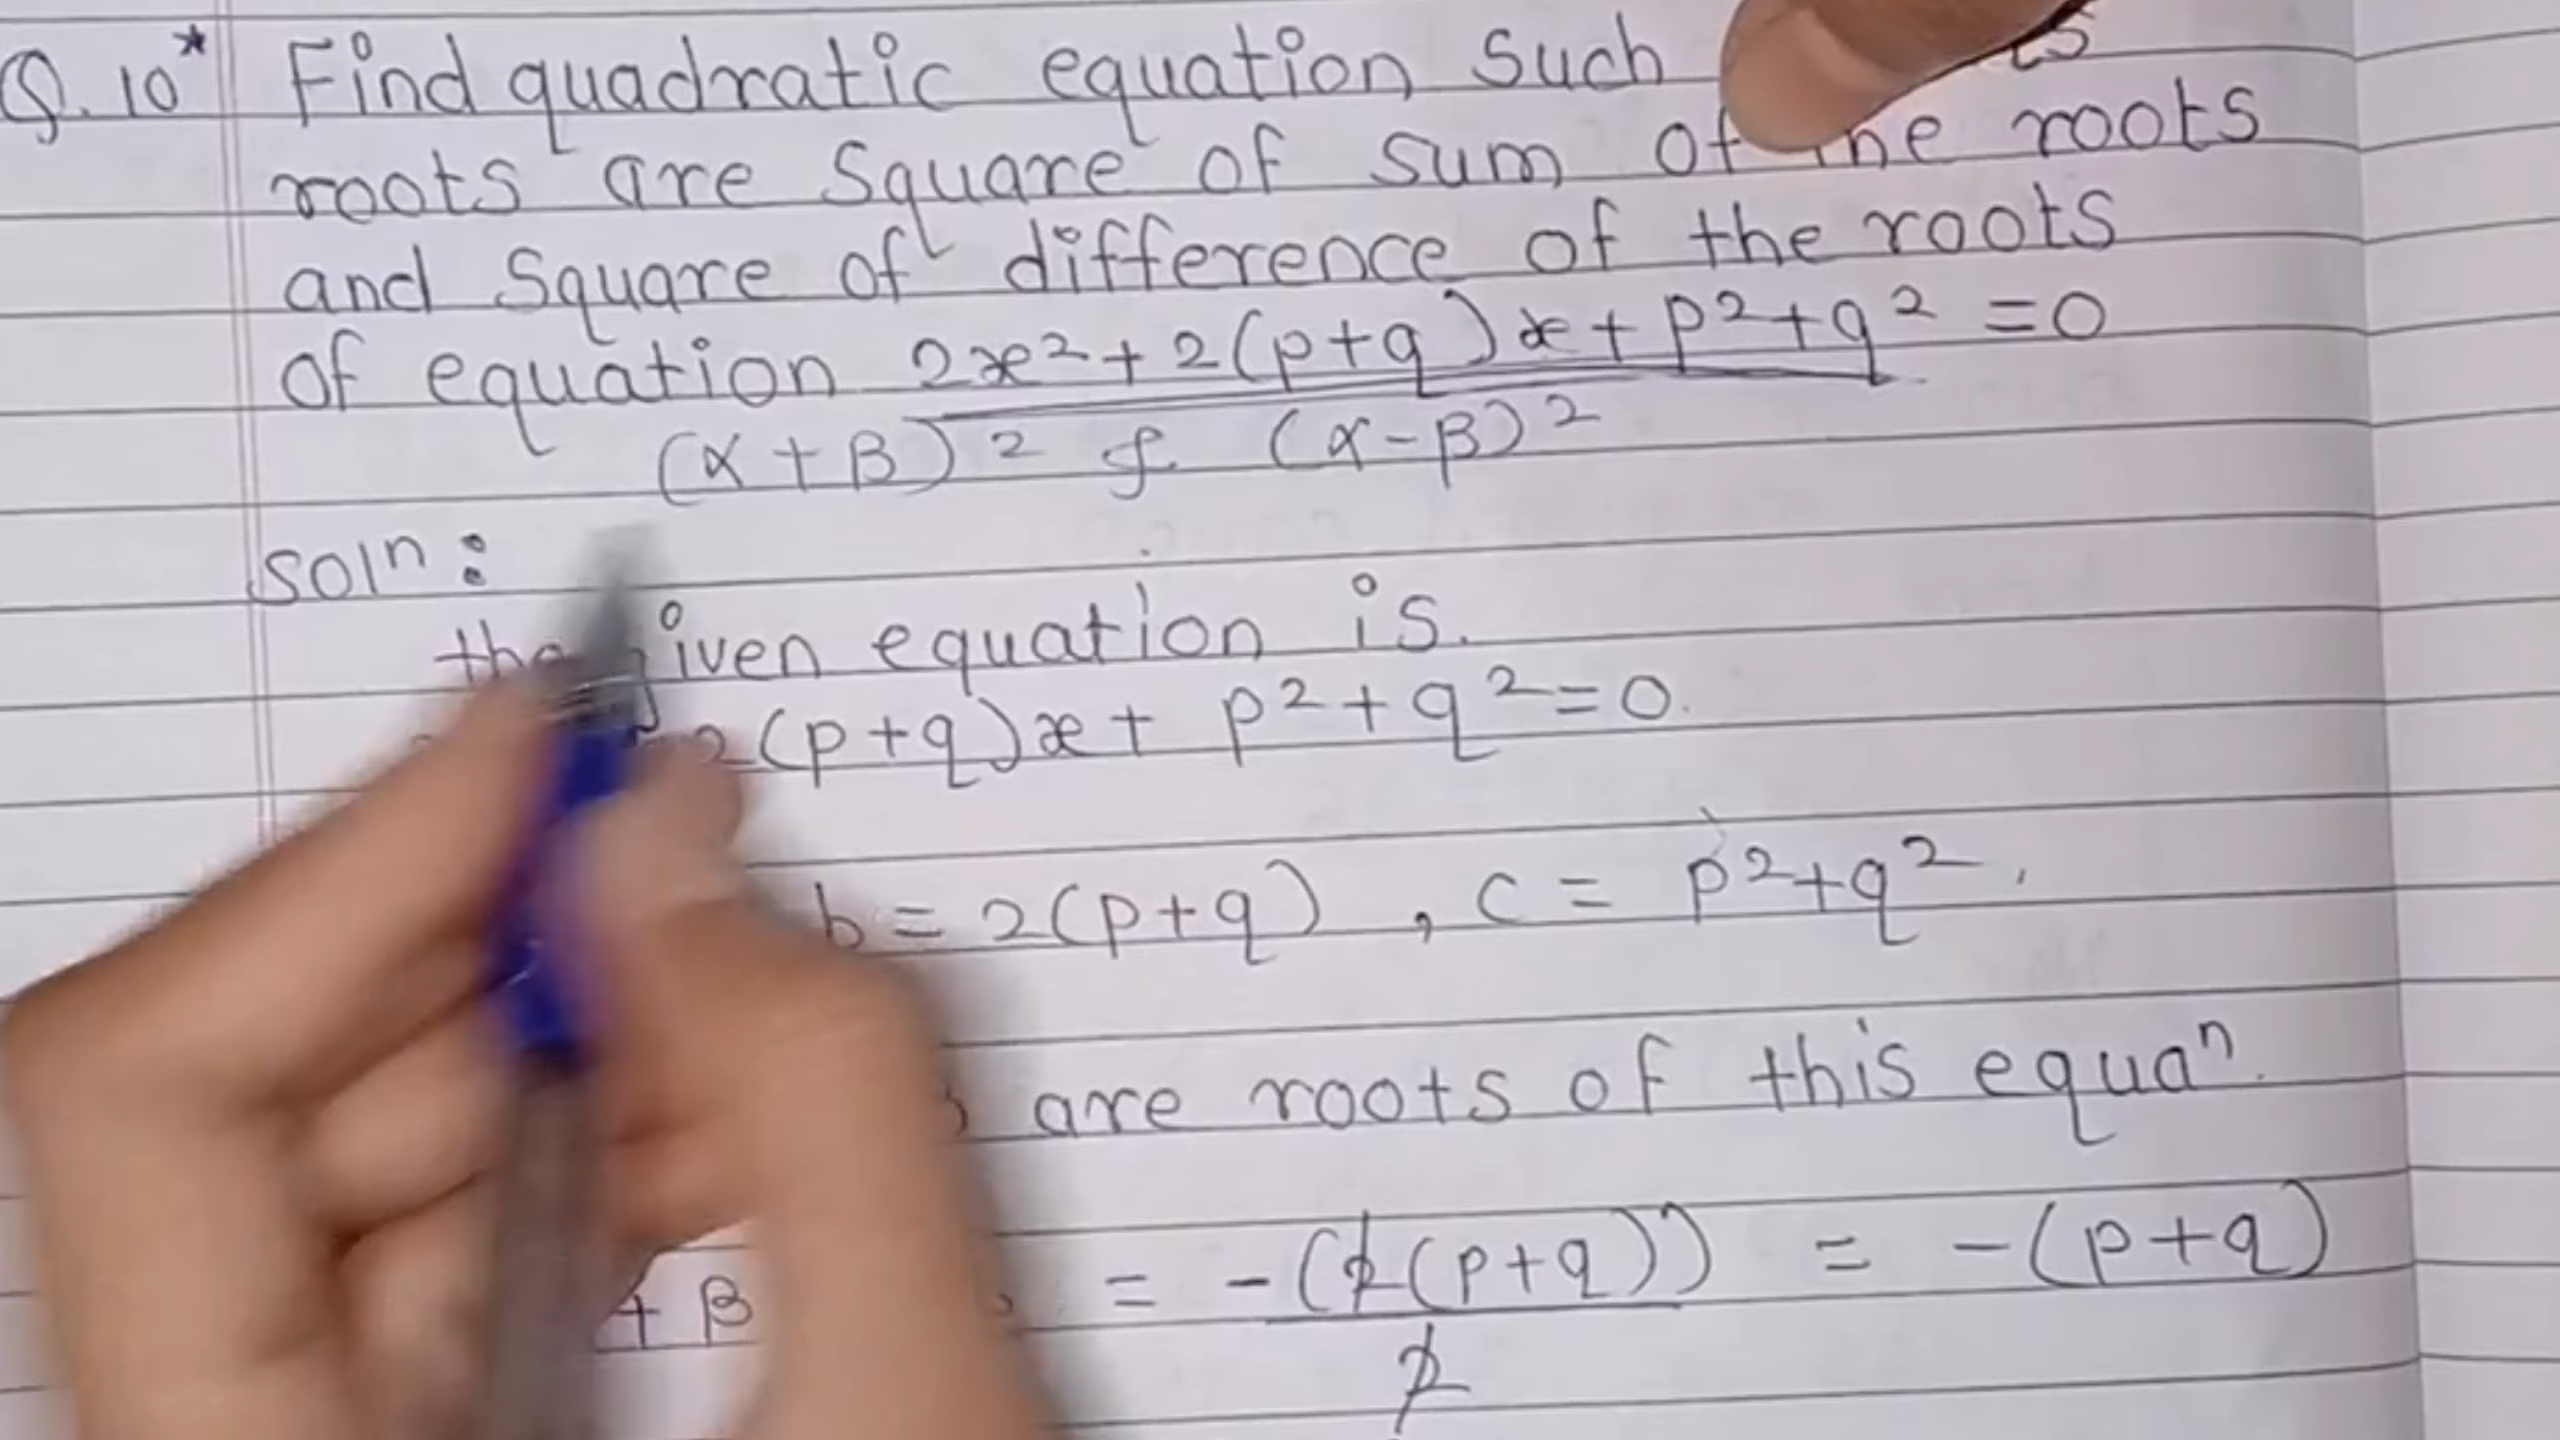 Q.10* Find quadratic equation such
roots are square of sum of the roots
and square of difference of the roots
of equation 2x²+2(p+q)x+p²+q²=0
(α+β)² & (α-β)²
Solⁿ:
the given equation is.
2(p+q)x+ p²+q²=0.
b=2(p+q), c= p²+q².
are roots of this equaⁿ.
+ β = -(2(p+q)) = -(p+q)
2